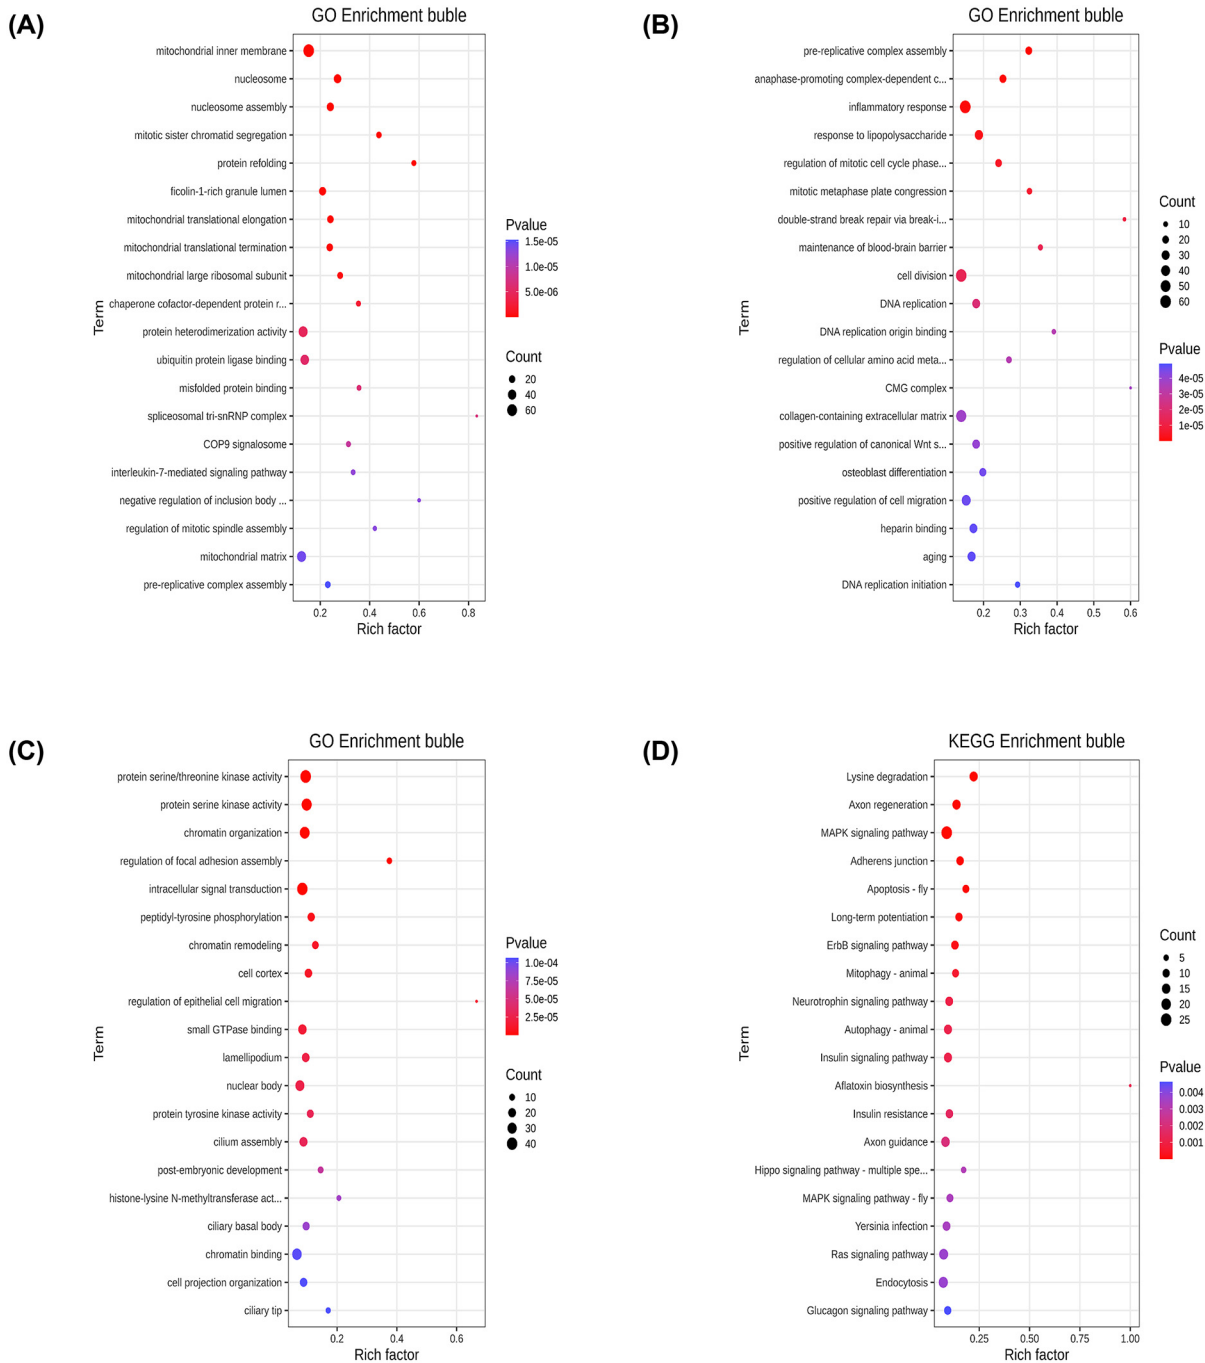 (A)
GO Enrichment buble
mitochondrial inner membrane
nucleosome
nucleosome assembly
mitotic sister chromatid segregation
protein refolding
ficolin-1-rich granule lumen
mitochondrial translational elongation
mitochondrial translational termination
mitochondrial large ribosomal subunit
chaperone cofactor-dependent protein r...
protein heterodimerization activity
ubiquitin protein ligase binding
misfolded protein binding
spliceosomal tri-snRNP complex
COP9 signalosome
interleukin-7-mediated signaling pathway
negative regulation of inclusion body ...
regulation of mitotic spindle assembly
mitochondrial matrix
pre-replicative complex assembly
Term
0.2 0.4 0.6 0.8
Rich factor
Pvalue
1.5e-05
1.0e-05
5.0e-06
Count
20
40
60
(B)
GO Enrichment buble
pre-replicative complex assembly
anaphase-promoting complex-dependent c...
inflammatory response
response to lipopolysaccharide
regulation of mitotic cell cycle phase...
mitotic metaphase plate congression
double-strand break repair via break-i...
maintenance of blood-brain barrier
cell division
DNA replication
DNA replication origin binding
regulation of cellular amino acid meta...
CMG complex
collagen-containing extracellular matrix
positive regulation of canonical Wnt s...
osteoblast differentiation
positive regulation of cell migration
heparin binding
aging
DNA replication initiation
Term
0.2 0.3 0.4 0.5 0.6
Rich factor
Count
10
20
30
40
50
60
Pvalue
4e-05
3e-05
2e-05
1e-05
(C)
GO Enrichment buble
protein serine/threonine kinase activity
protein serine kinase activity
chromatin organization
regulation of focal adhesion assembly
intracellular signal transduction
peptidyl-tyrosine phosphorylation
chromatin remodeling
cell cortex
regulation of epithelial cell migration
small GTPase binding
lamellipodium
nuclear body
protein tyrosine kinase activity
cilium assembly
post-embryonic development
histone-lysine N-methyltransferase act...
ciliary basal body
chromatin binding
cell projection organization
ciliary tip
Term
0.2 0.4 0.6
Rich factor
Pvalue
1.0e-04
7.5e-05
5.0e-05
2.5e-05
Count
10
20
30
40
(D)
KEGG Enrichment buble
Lysine degradation
Axon regeneration
MAPK signaling pathway
Adherens junction
Apoptosis - fly
Long-term potentiation
ErbB signaling pathway
Mitophagy - animal
Neurotrophin signaling pathway
Autophagy - animal
Insulin signaling pathway
Aflatoxin biosynthesis
Insulin resistance
Axon guidance
Hippo signaling pathway - multiple spe...
MAPK signaling pathway - fly
Yersinia infection
Ras signaling pathway
Endocytosis
Glucagon signaling pathway
Term
0.25 0.50 0.75 1.00
Rich factor
Count
5
10
15
20
25
Pvalue
0.004
0.003
0.002
0.001